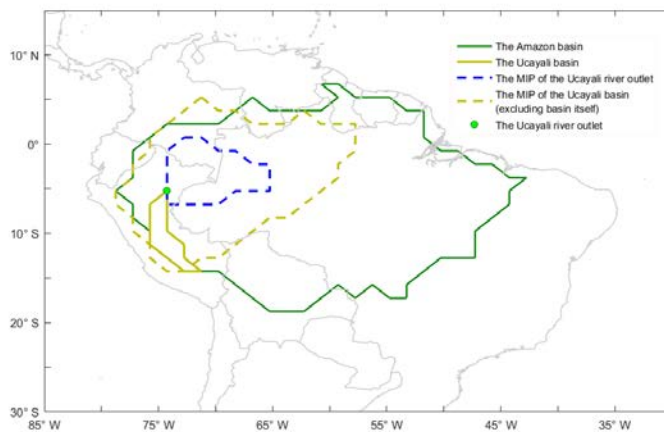 10° N
0°
10° S
20° S
30° S
85° W
75° W
65° W
55° W
45° W
35° W
The Amazon basin
The Ucayali basin
The MIP of the Ucayali river outlet
The MIP of the Ucayali basin
(excluding basin itself)
The Ucayali river outlet